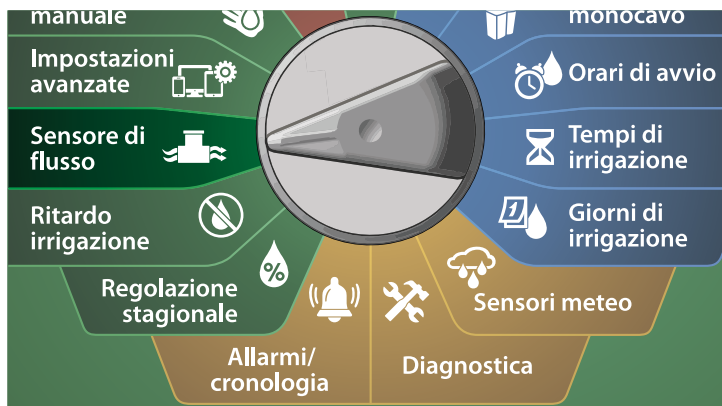 manuale
Impostazioni
avanzate
Sensore di
flusso
Ritardo
irrigazione
Regolazione
stagionale
%
Allarmi/
cronologia
Diagnostica
Sensori meteo
1
Giorni di
irrigazione
Tempi di
irrigazione
Orari di avvio
monocavo